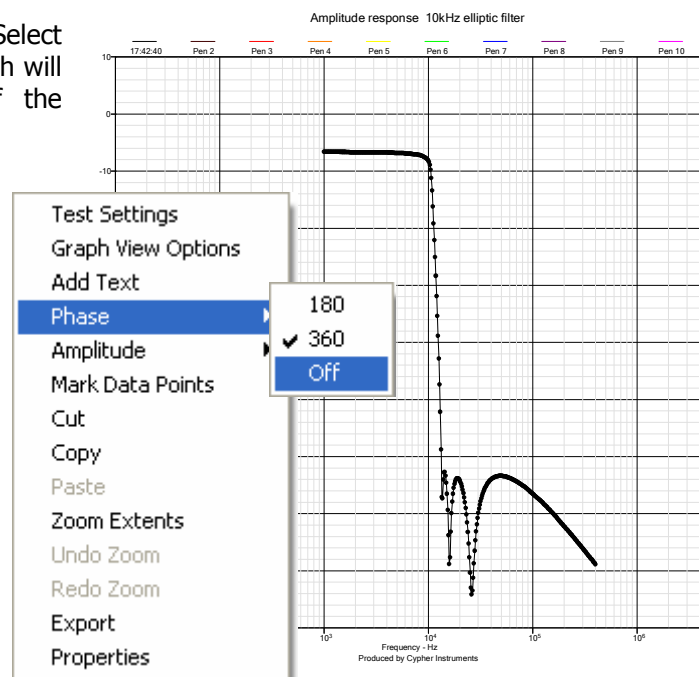 Select
h will
f the
Amplitude response 10kHz elliptic filter
17:42:40 Pen 2 Pen 3 Pen 4 Pen 5 Pen 6 Pen 7 Pen 8 Pen 9 Pen 10
10
0
-10
Test Settings
Graph View Options
Add Text
Phase
Amplitude
Mark Data Points
Cut
Copy
Paste
Zoom Extents
Undo Zoom
Redo Zoom
Export
Properties
180
360
Off
10³ 10⁴ 10⁵ 10⁶
Frequency - Hz
Produced by Cypher Instruments